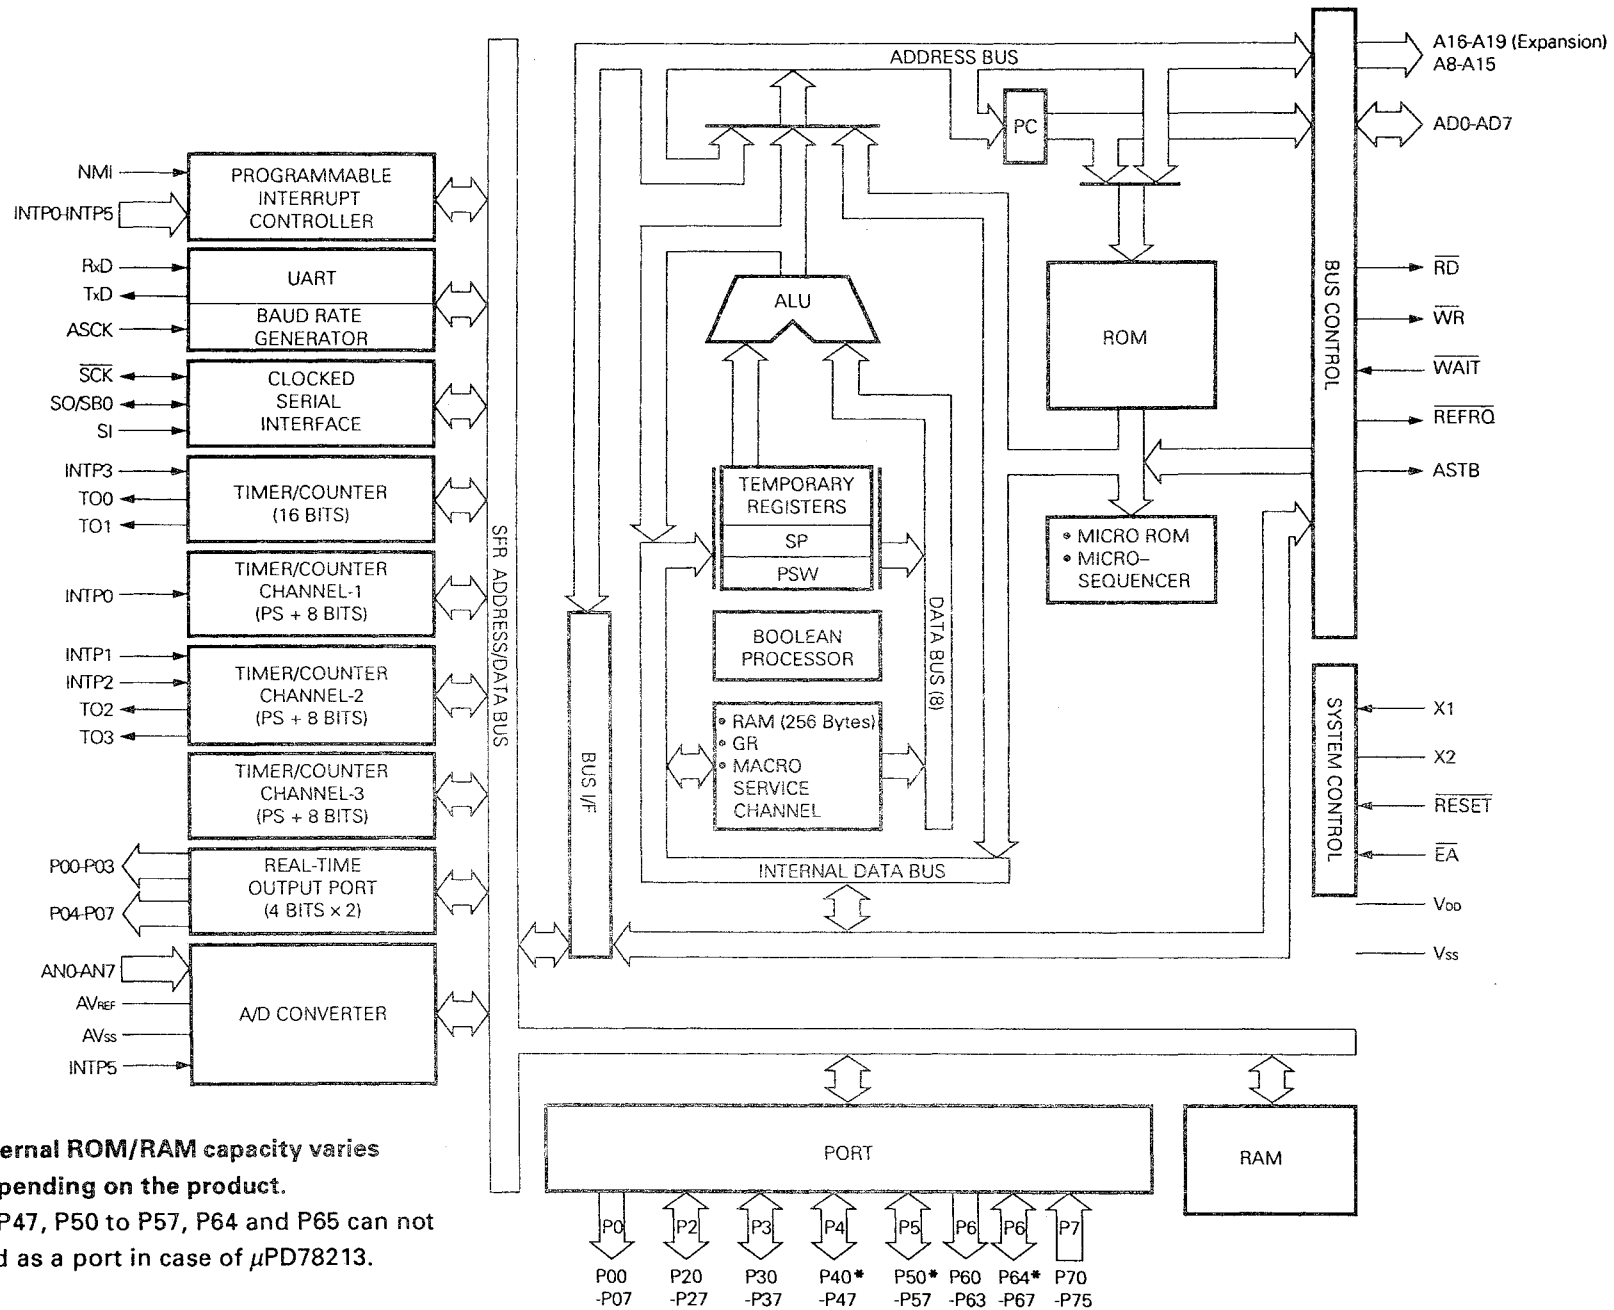 ADDRESS BUS
A16-A19 (Expansion)
A8-A15
PC
AD0-AD7
NMI
INTP0-INTP5
PROGRAMMABLE
INTERRUPT
CONTROLLER
RxD
TxD
ASCK
UART
BAUD RATE
GENERATOR
SCK
SO/SB0
SI
CLOCKED
SERIAL
INTERFACE
INTP3
TO0
TO1
TIMER/COUNTER
(16 BITS)
INTP0
TIMER/COUNTER
CHANNEL-1
(PS + 8 BITS)
INTP1
INTP2
TO2
TO3
TIMER/COUNTER
CHANNEL-2
(PS + 8 BITS)
TIMER/COUNTER
CHANNEL-3
(PS + 8 BITS)
P00-P03
P04-P07
REAL-TIME
OUTPUT PORT
(4 BITS × 2)
AN0-AN7
AVREF
AVSS
INTP5
A/D CONVERTER
SFR ADDRESS/DATA BUS
BUS I/F
ALU
TEMPORARY
REGISTERS
SP
PSW
BOOLEAN
PROCESSOR
• RAM (256 Bytes)
• GR
• MACRO
SERVICE
CHANNEL
DATA BUS (8)
INTERNAL DATA BUS
ROM
• MICRO ROM
• MICRO-
SEQUENCER
BUS CONTROL
RD
WR
WAIT
REFRQ
ASTB
SYSTEM CONTROL
X1
X2
RESET
EA
VDD
VSS
PORT
RAM
P0 P2 P3 P4 P5 P6 P6 P7
P00 P20 P30 P40* P50* P60 P64* P70
-P07 -P27 -P37 -P47 -P57 -P63 -P67 -P75
ernal ROM/RAM capacity varies
pending on the product.
P47, P50 to P57, P64 and P65 can not
d as a port in case of μPD78213.